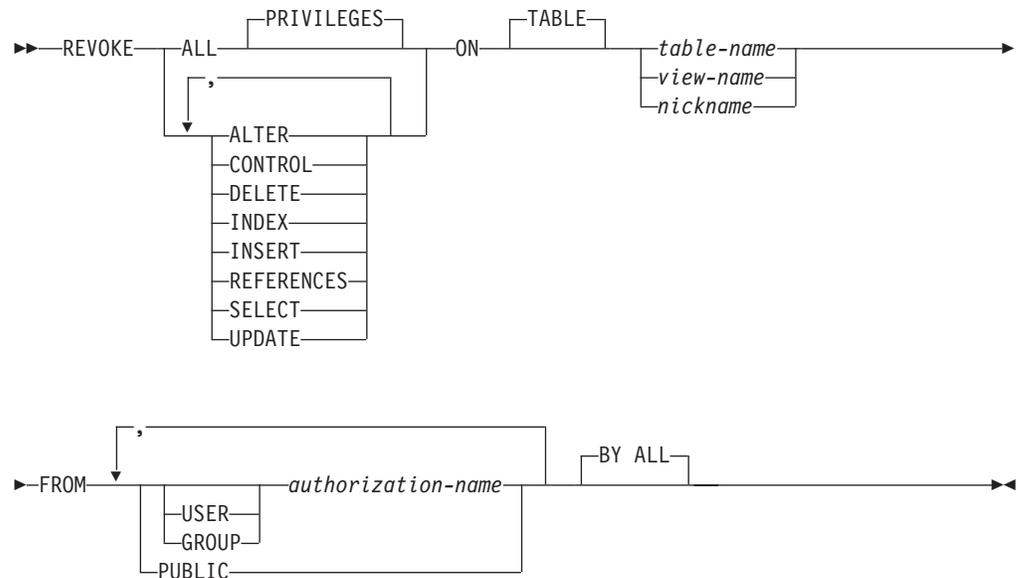 PRIVILEGES TABLE
REVOKE ALL ON table-name
, view-name
nickname
ALTER
CONTROL
DELETE
INDEX
INSERT
REFERENCES
SELECT
UPDATE
,
BY ALL
FROM authorization-name
USER
GROUP
PUBLIC